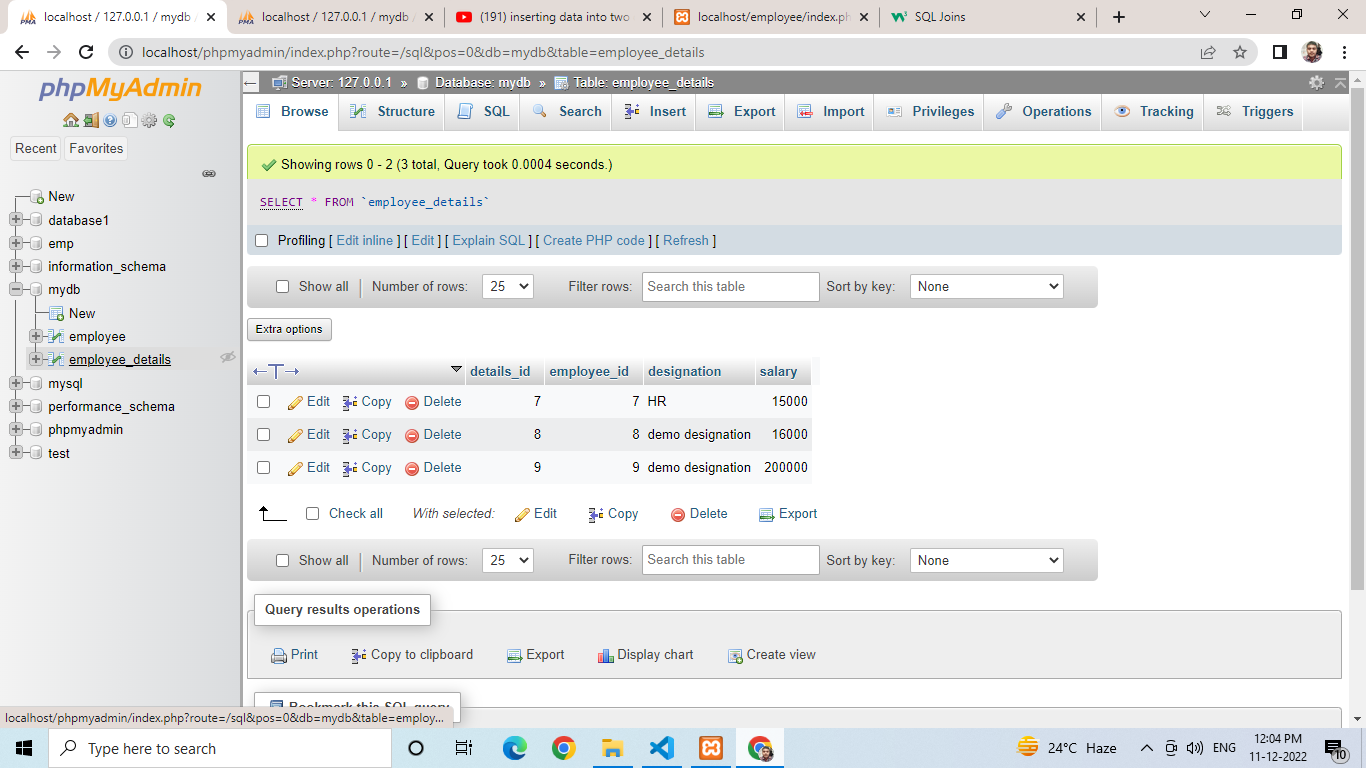 localhost / 127.0.0.1 / mydb
localhost / 127.0.0.1 / mydb
(191) inserting data into two
localhost/employee/index.ph
SQL Joins
localhost/phpmyadmin/index.php?route=/sql&pos=0&db=mydb&table=employee_details
phpMyAdmin
Recent
Favorites
New
database1
emp
information_schema
mydb
New
employee
employee_details
mysql
performance_schema
phpmyadmin
test
Server: 127.0.0.1 » Database: mydb » Table: employee_details
Browse Structure SQL Search Insert Export Import Privileges Operations Tracking Triggers
Showing rows 0 - 2 (3 total, Query took 0.0004 seconds.)
SELECT * FROM `employee_details`
Profiling [ Edit inline ] [ Edit ] [ Explain SQL ] [ Create PHP code ] [ Refresh ]
Show all Number of rows: 25 Filter rows: Search this table Sort by key: None
Extra options
←T→ details_id employee_id designation salary
Edit Copy Delete 7 7 HR 15000
Edit Copy Delete 8 8 demo designation 16000
Edit Copy Delete 9 9 demo designation 200000
Check all With selected: Edit Copy Delete Export
Show all Number of rows: 25 Filter rows: Search this table Sort by key: None
Query results operations
Print Copy to clipboard Export Display chart Create view
Bookmark this SQL query
localhost/phpmyadmin/index.php?route=/sql&pos=0&db=mydb&table=employ...
Type here to search
24°C Haze
ENG
12:04 PM
11-12-2022
10